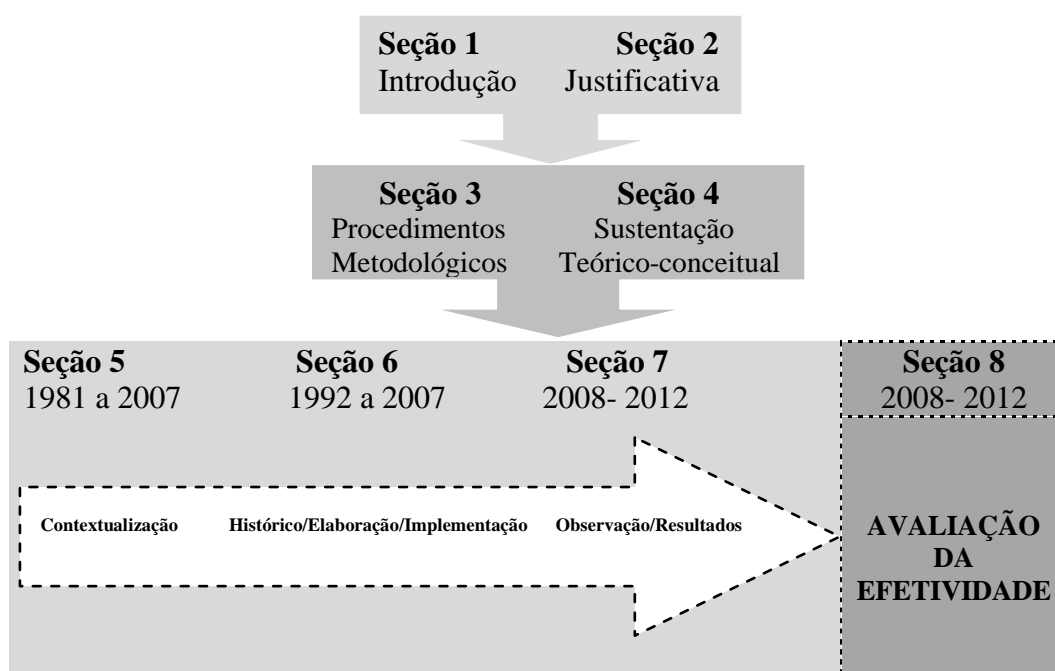 Seção 1 Seção 2
Introdução Justificativa
Seção 3 Seção 4
Procedimentos Sustentação
Metodológicos Teórico-conceitual
Seção 5 Seção 6 Seção 7 Seção 8
1981 a 2007 1992 a 2007 2008- 2012 2008- 2012
Contextualização Histórico/Elaboração/Implementação Observação/Resultados
AVALIAÇÃO
DA
EFETIVIDADE